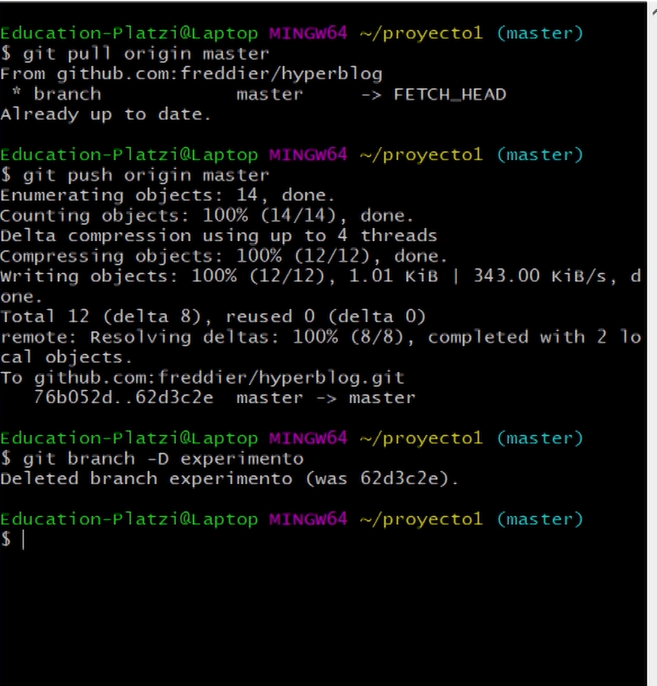 Education-Platzi@Laptop MINGW64 ~/proyecto1 (master)
$ git pull origin master
From github.com:freddier/hyperblog
 * branch            master     -> FETCH_HEAD
Already up to date.

Education-Platzi@Laptop MINGW64 ~/proyecto1 (master)
$ git push origin master
Enumerating objects: 14, done.
Counting objects: 100% (14/14), done.
Delta compression using up to 4 threads
Compressing objects: 100% (12/12), done.
Writing objects: 100% (12/12), 1.01 KiB | 343.00 KiB/s, d
one.
Total 12 (delta 8), reused 0 (delta 0)
remote: Resolving deltas: 100% (8/8), completed with 2 lo
cal objects.
To github.com:freddier/hyperblog.git
   76b052d..62d3c2e  master -> master

Education-Platzi@Laptop MINGW64 ~/proyecto1 (master)
$ git branch -D experimento
Deleted branch experimento (was 62d3c2e).

Education-Platzi@Laptop MINGW64 ~/proyecto1 (master)
$